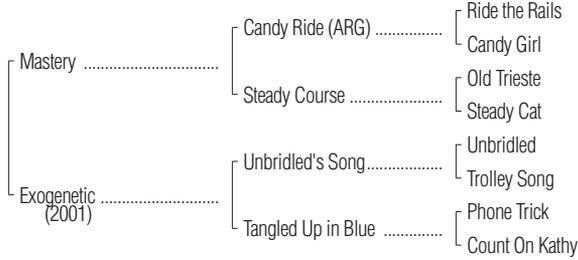 Ride the Rails
Candy Ride (ARG) ................
Candy Girl
Mastery ................................
Old Trieste
Steady Course ......................
Steady Cat
Unbridled
Unbridled's Song..................
Trolley Song
Exogenetic ............................
(2001)
Phone Trick
Tangled Up in Blue ..............
Count On Kathy